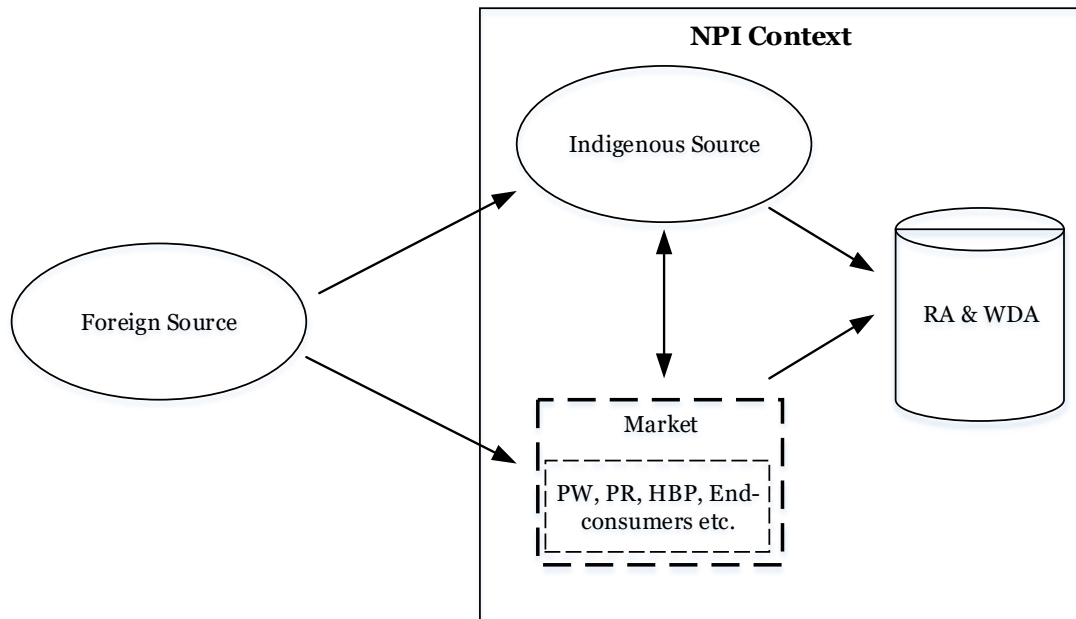 NPI Context
Indigenous Source
Foreign Source
RA & WDA
Market
PW, PR, HBP, End-
consumers etc.